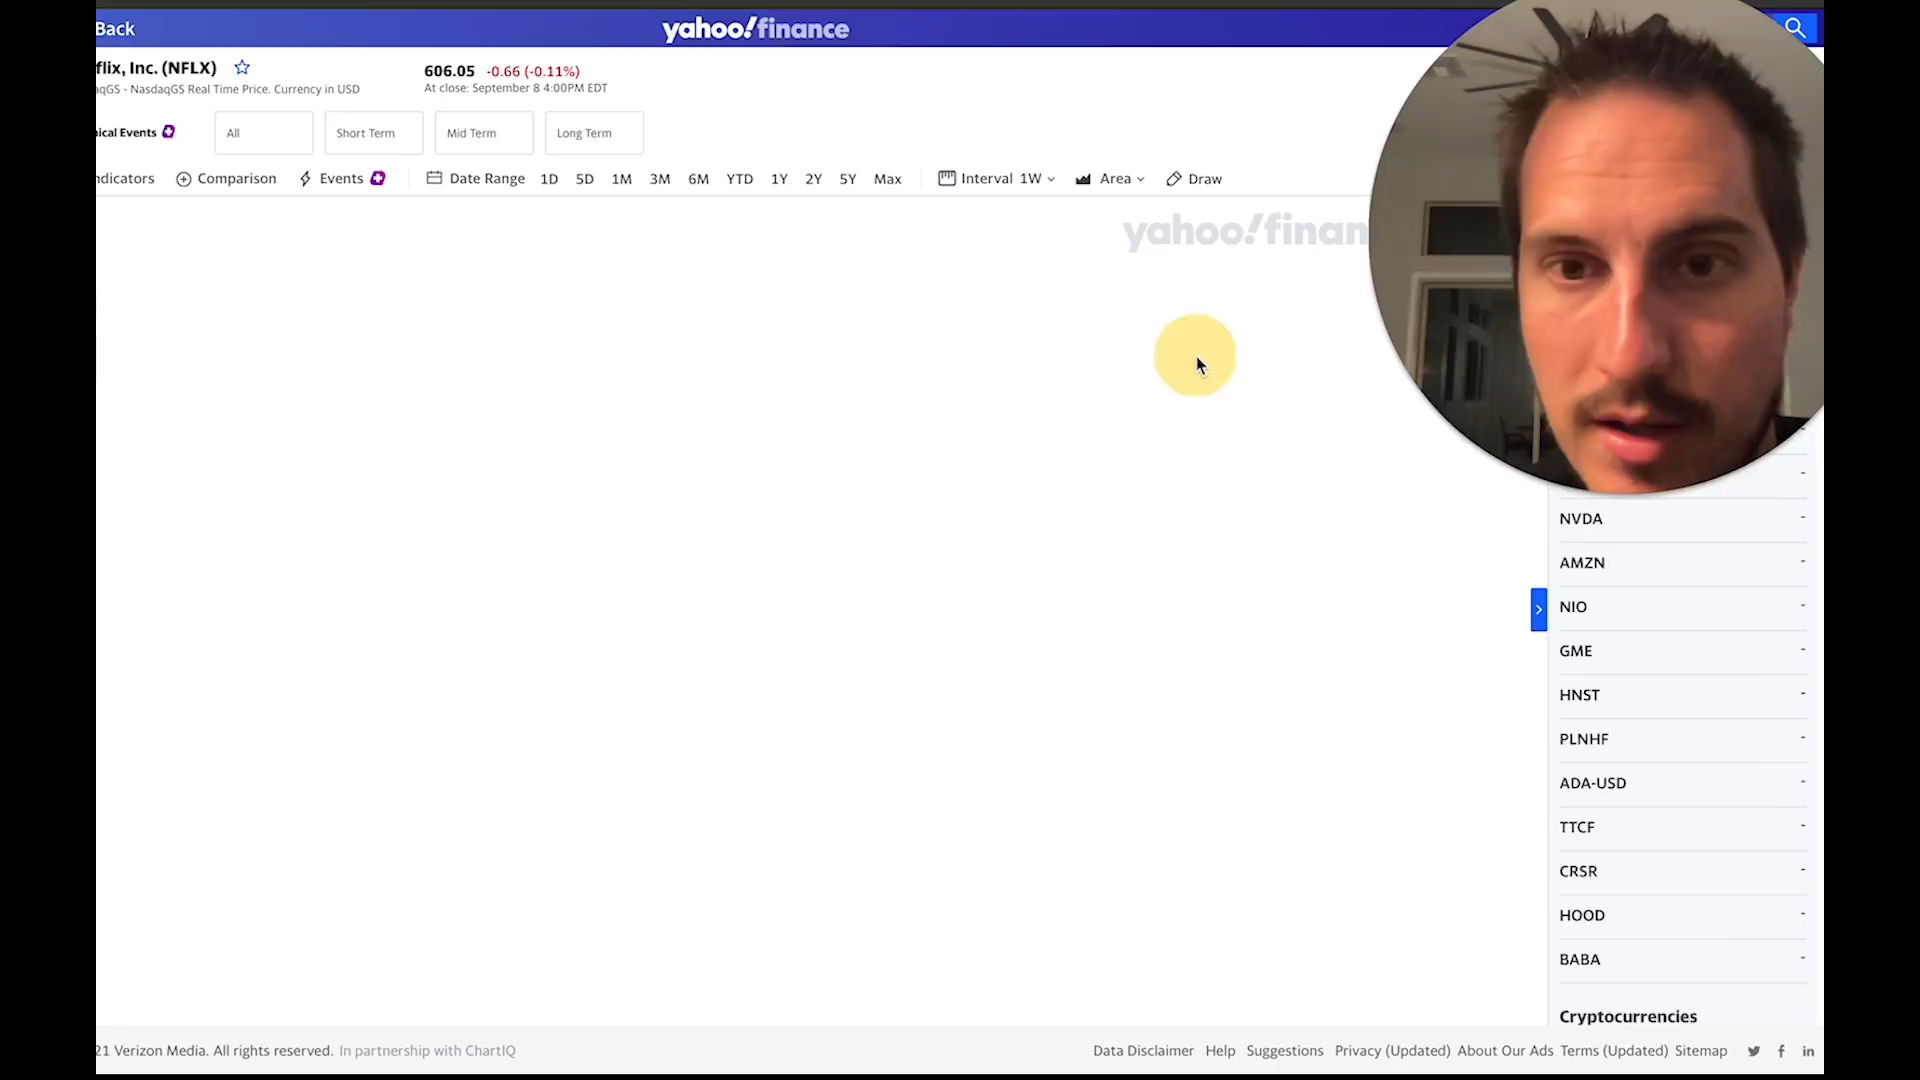 Back
yahoo!finance
flix, Inc. (NFLX)
606.05 -0.66 (-0.11%)
aqGS - NasdaqGS Real Time Price. Currency in USD
At close: September 8 4:00PM EDT
nical Events
All
Short Term
Mid Term
Long Term
ndicators
Comparison
Events
Date Range
1D
5D
1M
3M
6M
YTD
1Y
2Y
5Y
Max
Interval 1W
Area
Draw
yahoo!finan
-
-
NVDA -
AMZN -
NIO -
GME -
HNST -
PLNHF -
ADA-USD -
TTCF -
CRSR -
HOOD -
BABA -
Cryptocurrencies
21 Verizon Media. All rights reserved. In partnership with ChartIQ
Data Disclaimer Help Suggestions Privacy (Updated) About Our Ads Terms (Updated) Sitemap